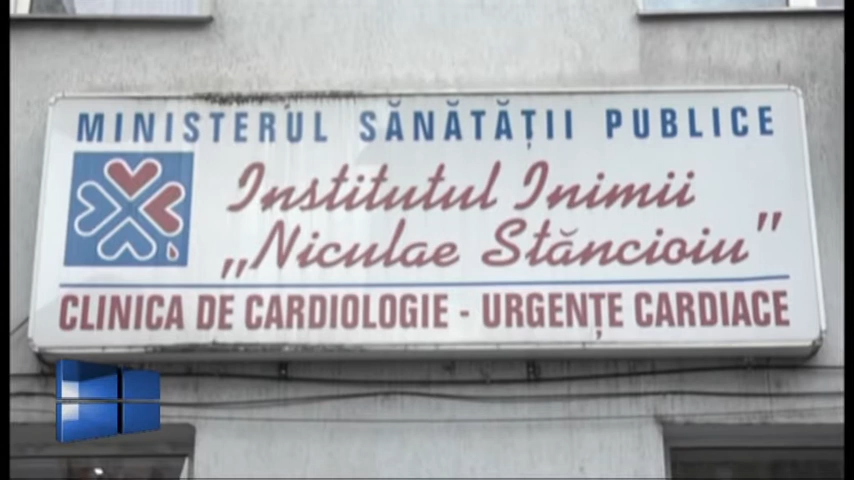 MINISTERUL SĂNĂTĂȚII PUBLICE
Institutul Inimii
„Niculae Stăncioiu”
CLINICA DE CARDIOLOGIE - URGENȚE CARDIACE